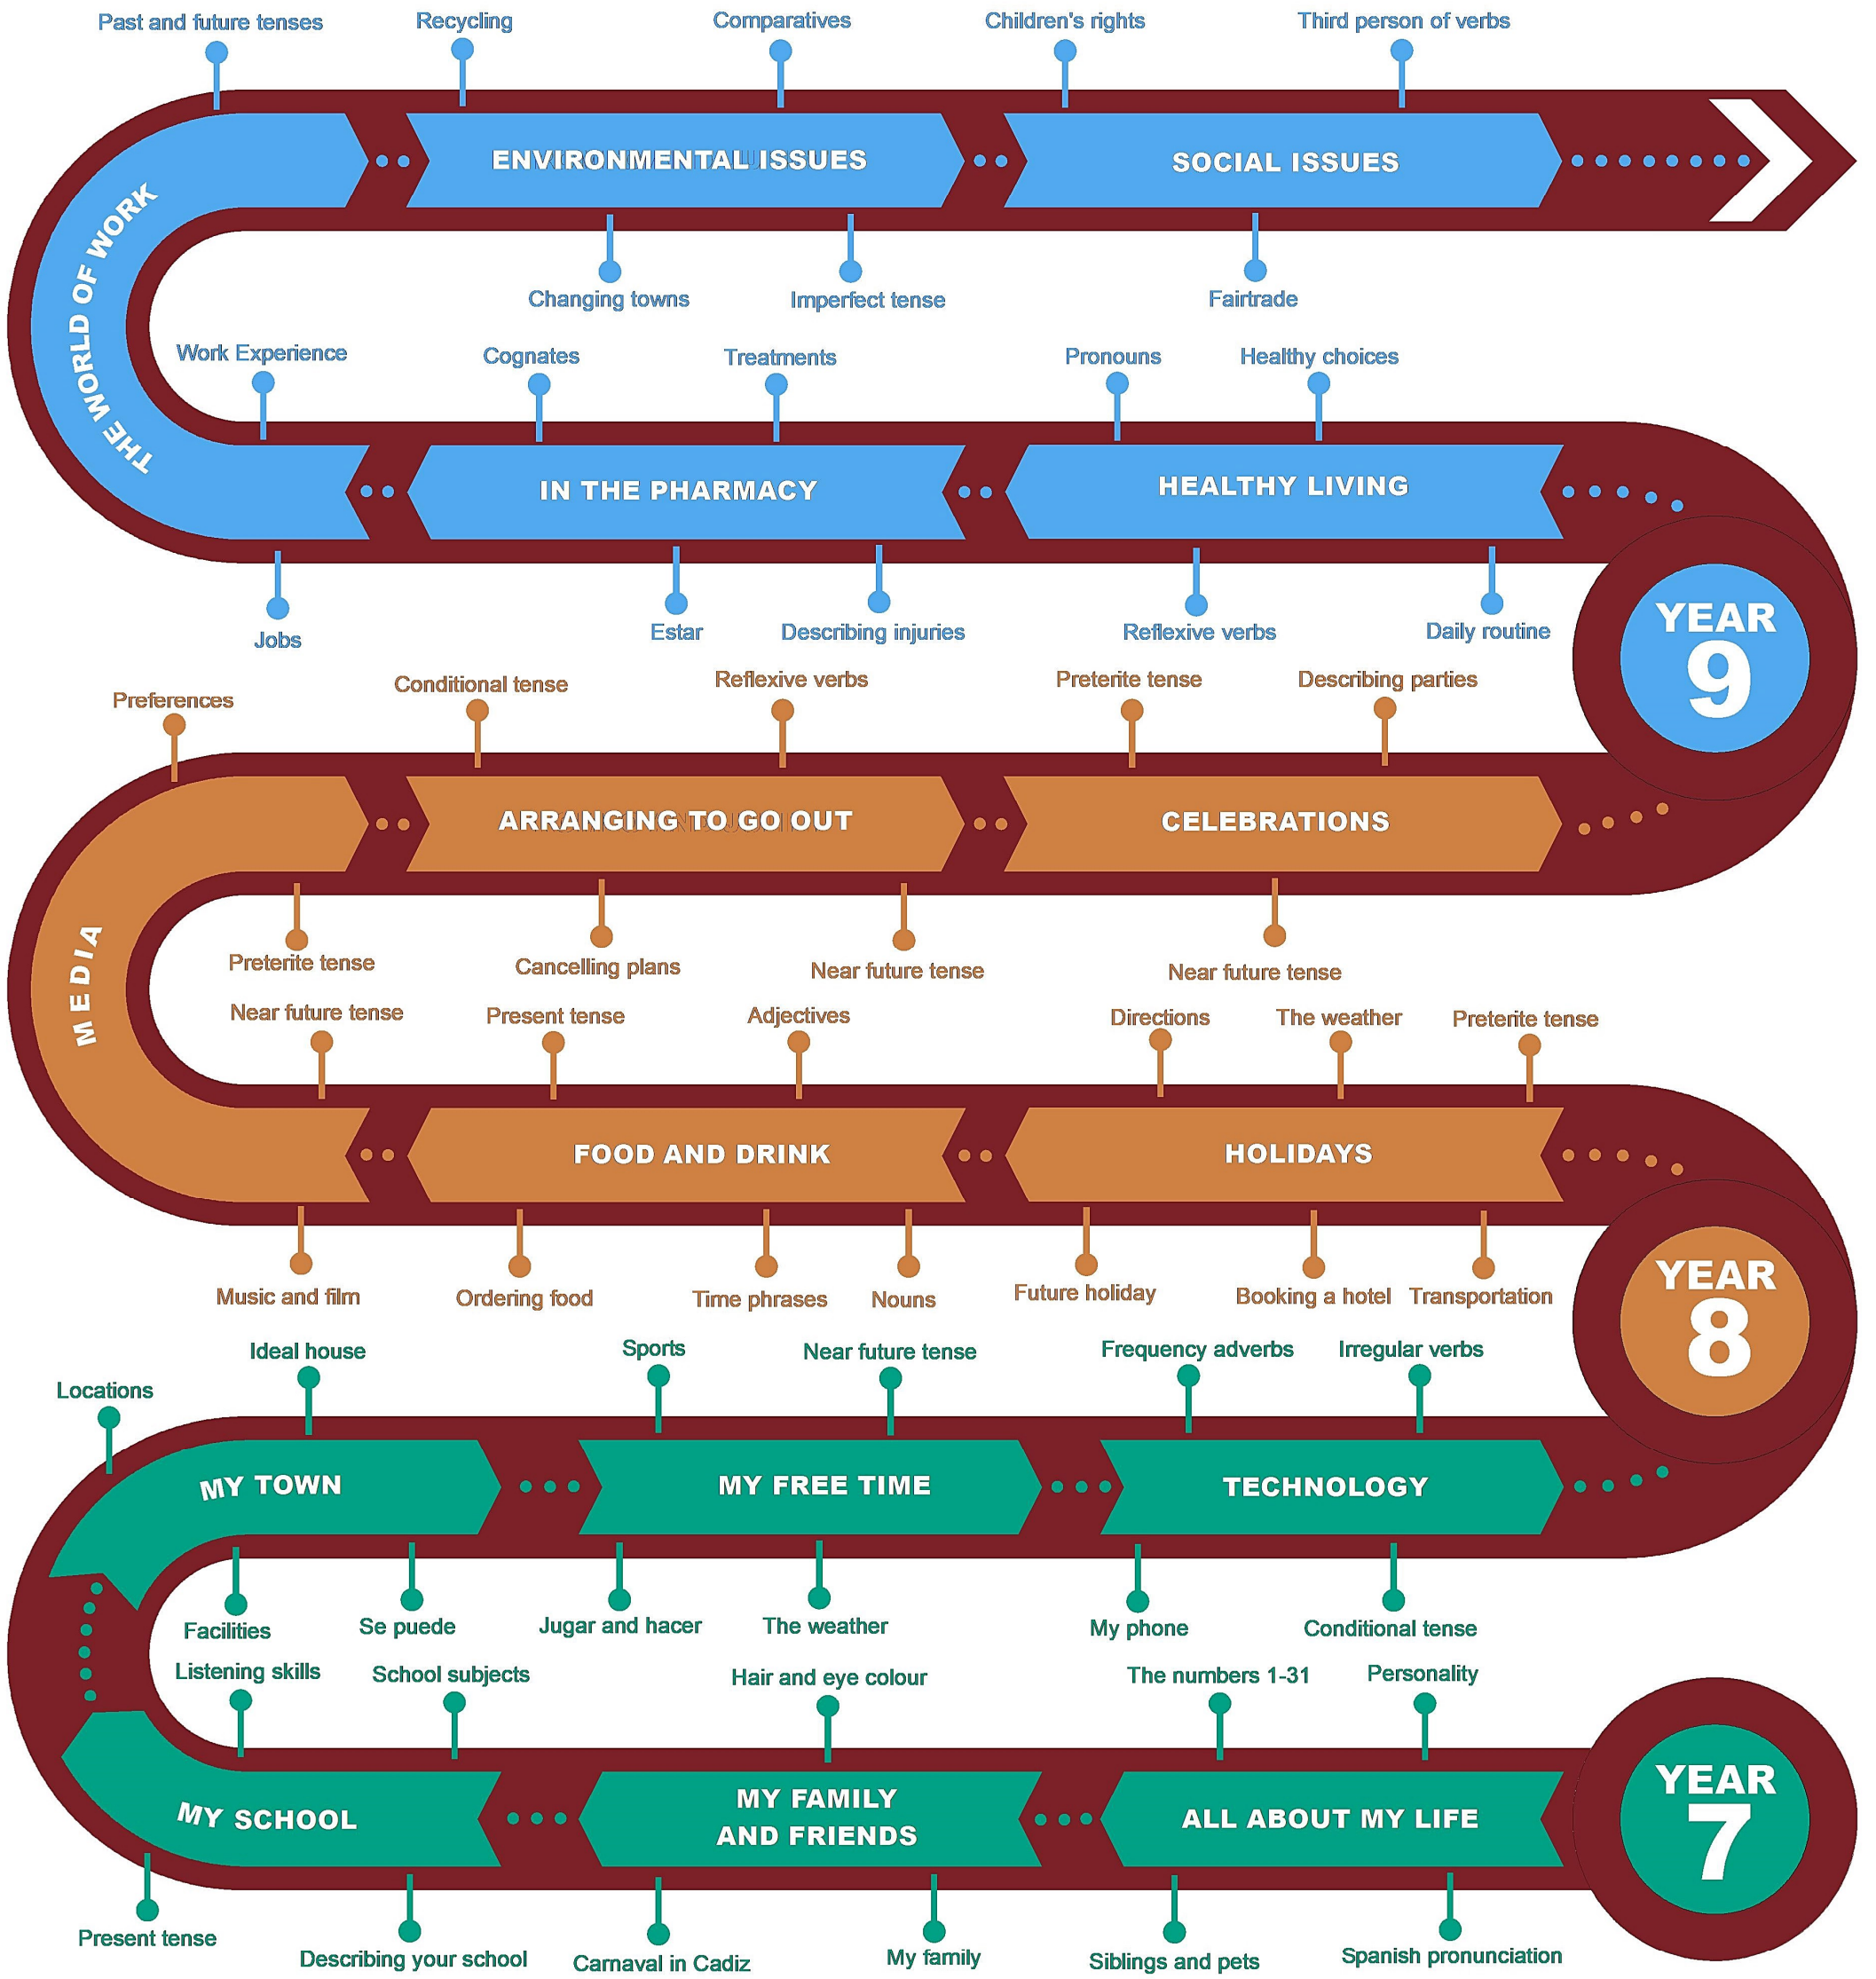 Past and future tenses
Recycling
Comparatives
Children's rights
Third person of verbs
ENVIRONMENTAL ISSUES
SOCIAL ISSUES
THE WORLD OF WORK
Changing towns
Imperfect tense
Fairtrade
Work Experience
Cognates
Treatments
Pronouns
Healthy choices
IN THE PHARMACY
HEALTHY LIVING
Jobs
Estar
Describing injuries
Reflexive verbs
Daily routine
YEAR
9
Preferences
Conditional tense
Reflexive verbs
Preterite tense
Describing parties
ARRANGING TO GO OUT
CELEBRATIONS
MEDIA
Preterite tense
Cancelling plans
Near future tense
Near future tense
Near future tense
Present tense
Adjectives
Directions
The weather
Preterite tense
FOOD AND DRINK
HOLIDAYS
Music and film
Ordering food
Time phrases
Nouns
Future holiday
Booking a hotel
Transportation
YEAR
8
Locations
Ideal house
Sports
Near future tense
Frequency adverbs
Irregular verbs
MY TOWN
MY FREE TIME
TECHNOLOGY
Facilities
Se puede
Jugar and hacer
The weather
My phone
Conditional tense
Listening skills
School subjects
Hair and eye colour
The numbers 1-31
Personality
MY SCHOOL
MY FAMILY
AND FRIENDS
ALL ABOUT MY LIFE
YEAR
7
Present tense
Describing your school
Carnaval in Cadiz
My family
Siblings and pets
Spanish pronunciation